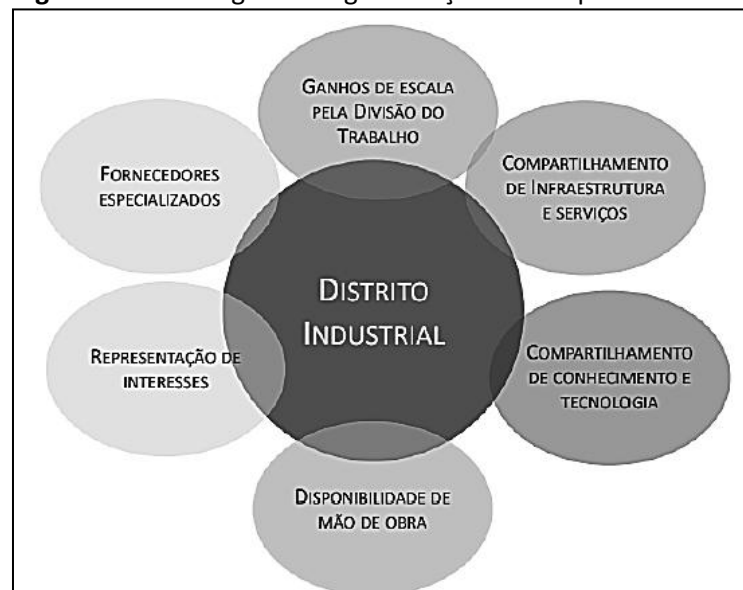 GANHOS DE ESCALA
PELA DIVISÃO DO
TRABALHO
COMPARTILHAMENTO
DE INFRAESTRUTURA
E SERVIÇOS
COMPARTILHAMENTO
DE CONHECIMENTO E
TECNOLOGIA
DISPONIBILIDADE DE
MÃO DE OBRA
REPRESENTAÇÃO DE
INTERESSES
FORNECEDORES
ESPECIALIZADOS
DISTRITO
INDUSTRIAL